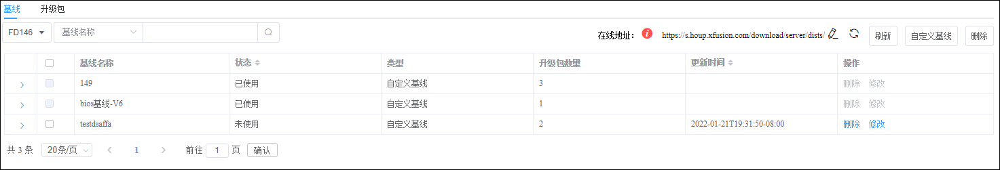 基线 升级包
FD146 基线名称 在线地址： https://s.houp.xfusion.com/download/server/dists/ 刷新 自定义基线 删除
基线名称 状态 类型 升级包数量 更新时间 操作
149 已使用 自定义基线 3 删除 修改
bios基线-V6 已使用 自定义基线 1 删除 修改
testdsaffa 未使用 自定义基线 2 2022-01-21T19:31:50-08:00 删除 修改
共 3 条 20条/页 1 前往 1 页 确认